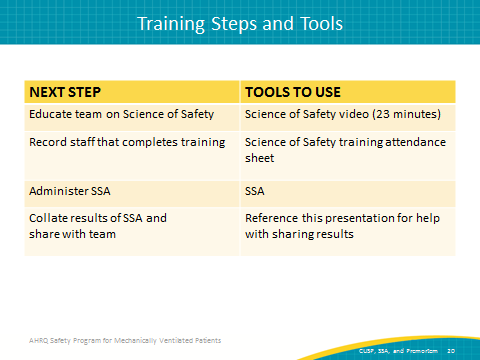 Training Steps and Tools
NEXT STEP
TOOLS TO USE
Educate team on Science of Safety
Science of Safety video (23 minutes)
Record staff that completes training
Science of Safety training attendance
sheet
Administer SSA
SSA
Collate results of SSA and
share with team
Reference this presentation for help
with sharing results
AHRQ Safety Program for Mechanically Ventilated Patients
CUSP, SSA, and Premortem 20